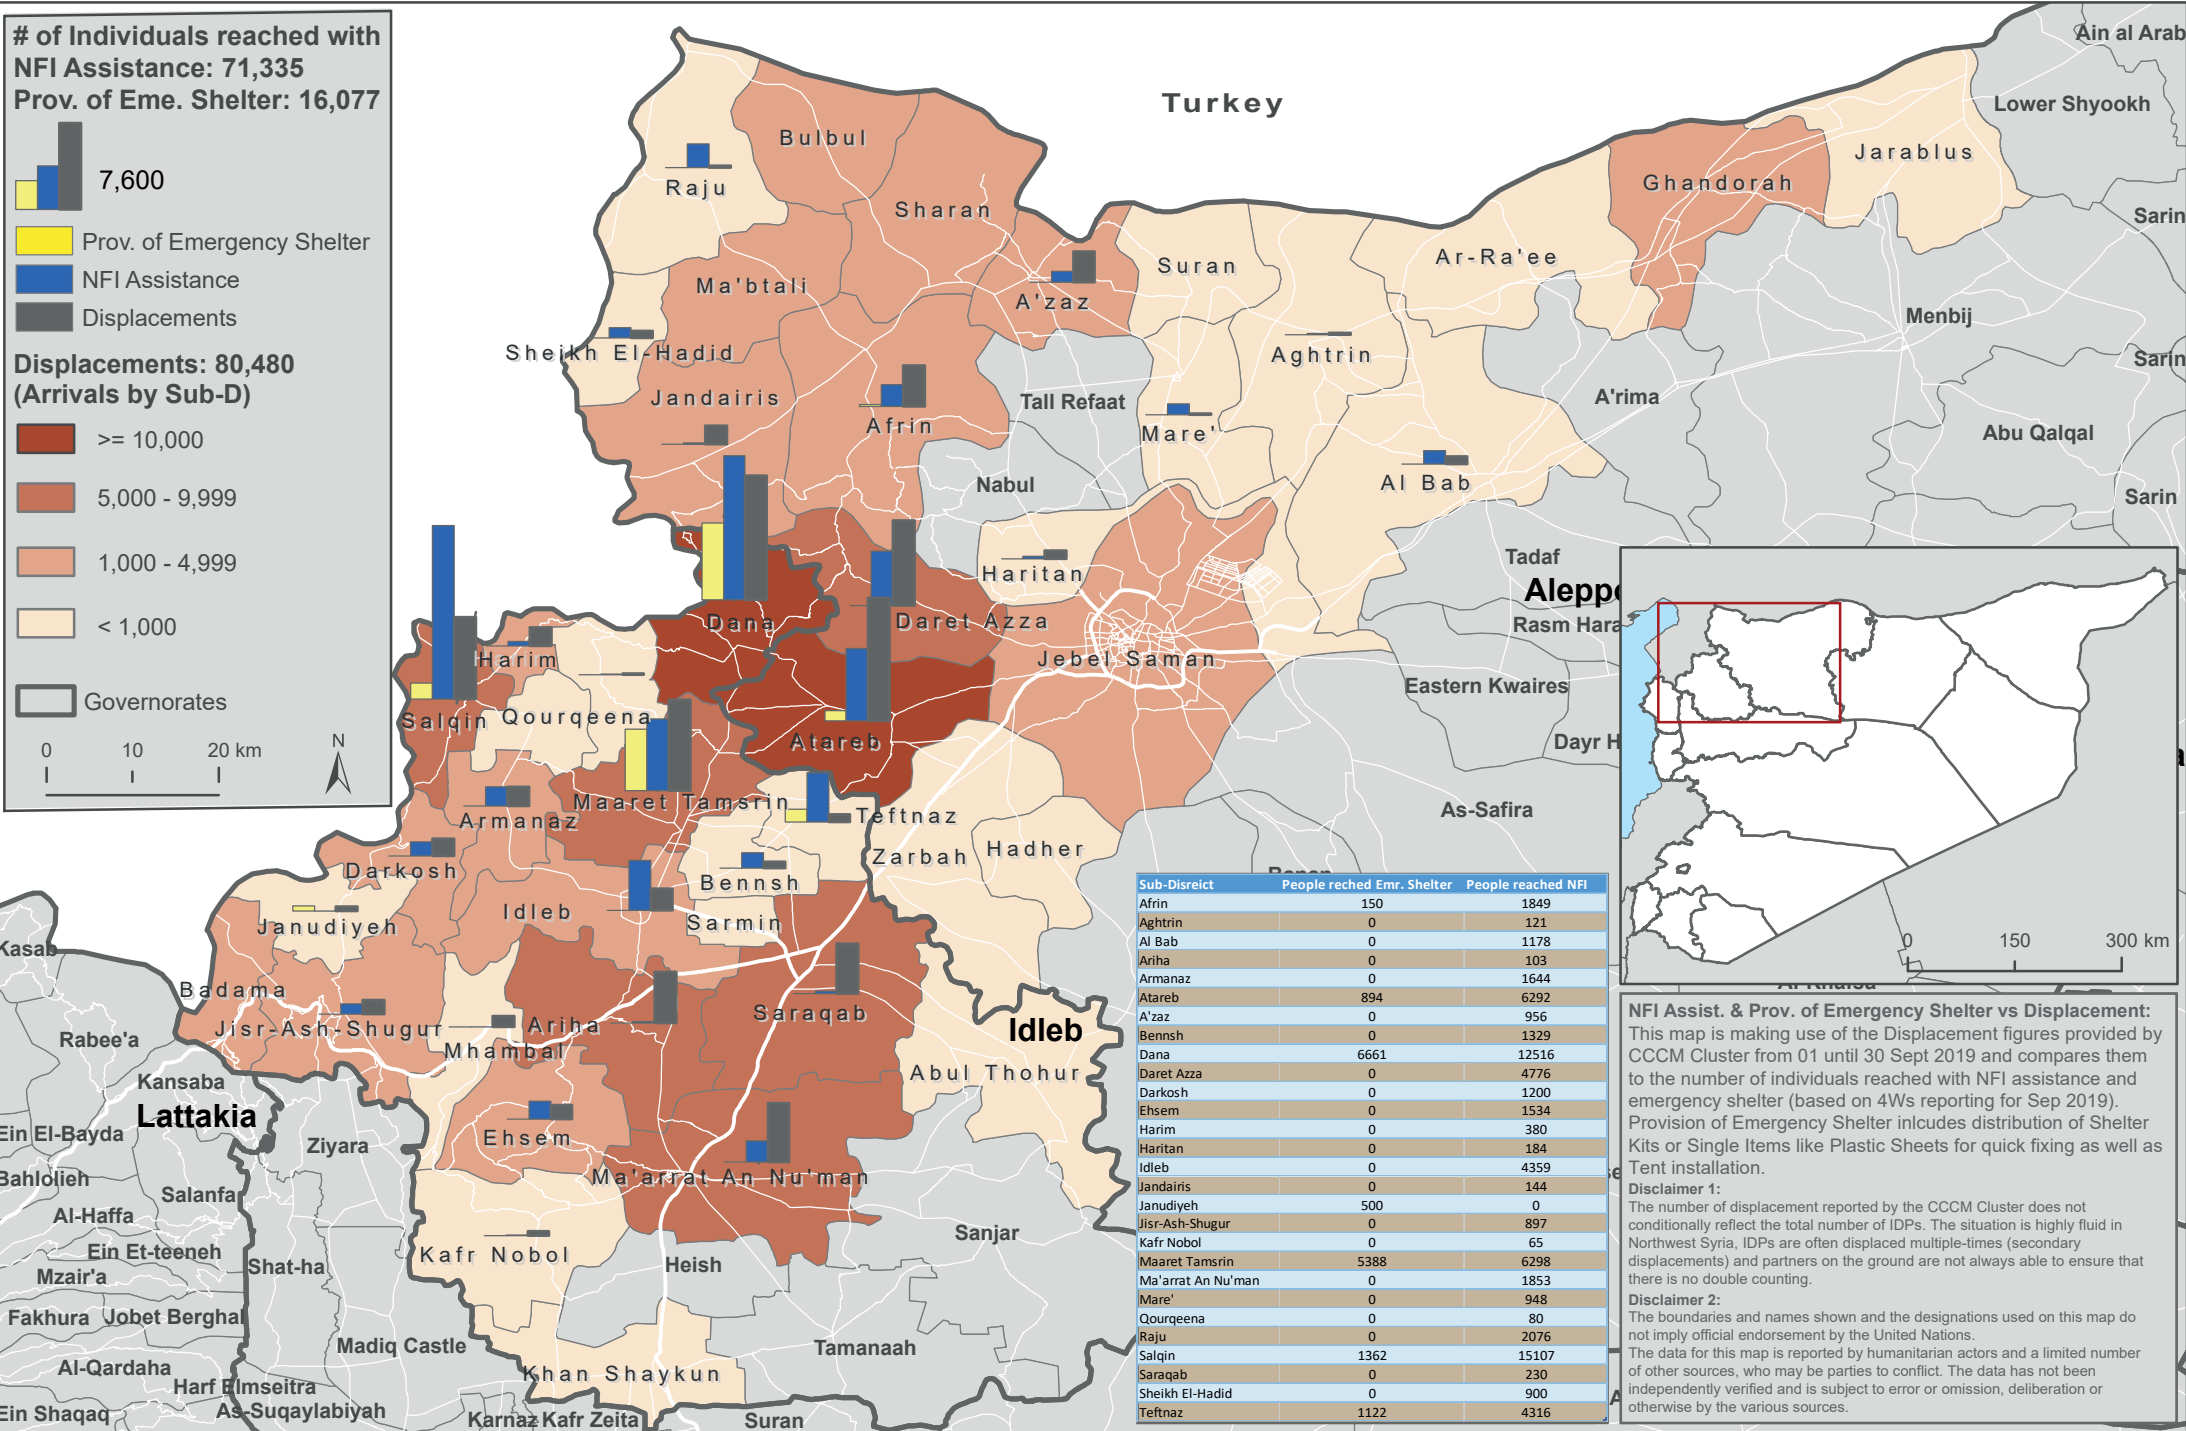 # of Individuals reached with
NFI Assistance: 71,335
Prov. of Eme. Shelter: 16,077
7,600
Prov. of Emergency Shelter
NFI Assistance
Displacements
Displacements: 80,480
(Arrivals by Sub-D)
>= 10,000
5,000 - 9,999
1,000 - 4,999
< 1,000
Governorates
0 10 20 km
N
Turkey
Ain al Arab
Lower Shyookh
Bulbul
Jarablus
Raju
Ghandorah
Sharan
Sarin
Suran
Ar-Ra'ee
Ma'btali
A'zaz
Menbij
Sheikh El-Hadid
Aghtrin
Sarin
Jandairis
Tall Refaat
A'rima
Afrin
Mare'
Abu Qalqal
Nabul
Al Bab
Sarin
Haritan
Tadaf
Aleppo
Dana
Daret Azza
Rasm Hara
Harim
Jebel Saman
Eastern Kwaires
Salqin
Qourqeena
Atareb
Dayr H
Maaret Tamsrin
Teftnaz
As-Safira
Armanaz
Zarbah
Hadher
Darkosh
Bennsh
Idleb
Janudiyeh
Sarmin
Kasab
Badama
Jisr-Ash-Shugur
Ariha
Saraqab
Rabee'a
Mhambal
Idleb
Kansaba
Abul Thohur
Lattakia
Ein El-Bayda
Ziyara
Ehsem
Bahlolieh
Ma'arrat An Nu'man
Salanfa
Al-Haffa
Sanjar
Ein Et-teeneh
Kafr Nobol
Mzair'a
Shat-ha
Heish
Fakhura
Jobet Berghal
Madiq Castle
Tamanaah
Al-Qardaha
Khan Shaykun
Harf Elmseitra
As-Suqaylabiyah
Ein Shaqaq
Karnaz
Kafr Zeita
Suran
Sub-Disreict People reched Emr. Shelter People reached NFI
Afrin 150 1849
Aghtrin 0 121
Al Bab 0 1178
Ariha 0 103
Armanaz 0 1644
Atareb 894 6292
A'zaz 0 956
Bennsh 0 1329
Dana 6661 12516
Daret Azza 0 4776
Darkosh 0 1200
Ehsem 0 1534
Harim 0 380
Haritan 0 184
Idleb 0 4359
Jandairis 0 144
Janudiyeh 500 0
Jisr-Ash-Shugur 0 897
Kafr Nobol 0 65
Maaret Tamsrin 5388 6298
Ma'arrat An Nu'man 0 1853
Mare' 0 948
Qourqeena 0 80
Raju 0 2076
Salqin 1362 15107
Saraqab 0 230
Sheikh El-Hadid 0 900
Teftnaz 1122 4316
0 150 300 km
NFI Assist. & Prov. of Emergency Shelter vs Displacement:
This map is making use of the Displacement figures provided by
CCCM Cluster from 01 until 30 Sept 2019 and compares them
to the number of individuals reached with NFI assistance and
emergency shelter (based on 4Ws reporting for Sep 2019).
Provision of Emergency Shelter inlcudes distribution of Shelter
Kits or Single Items like Plastic Sheets for quick fixing as well as
Tent installation.
Disclaimer 1:
The number of displacement reported by the CCCM Cluster does not
conditionally reflect the total number of IDPs. The situation is highly fluid in
Northwest Syria, IDPs are often displaced multiple-times (secondary
displacements) and partners on the ground are not always able to ensure that
there is no double counting.
Disclaimer 2:
The boundaries and names shown and the designations used on this map do
not imply official endorsement by the United Nations.
The data for this map is reported by humanitarian actors and a limited number
of other sources, who may be parties to conflict. The data has not been
independently verified and is subject to error or omission, deliberation or
otherwise by the various sources.